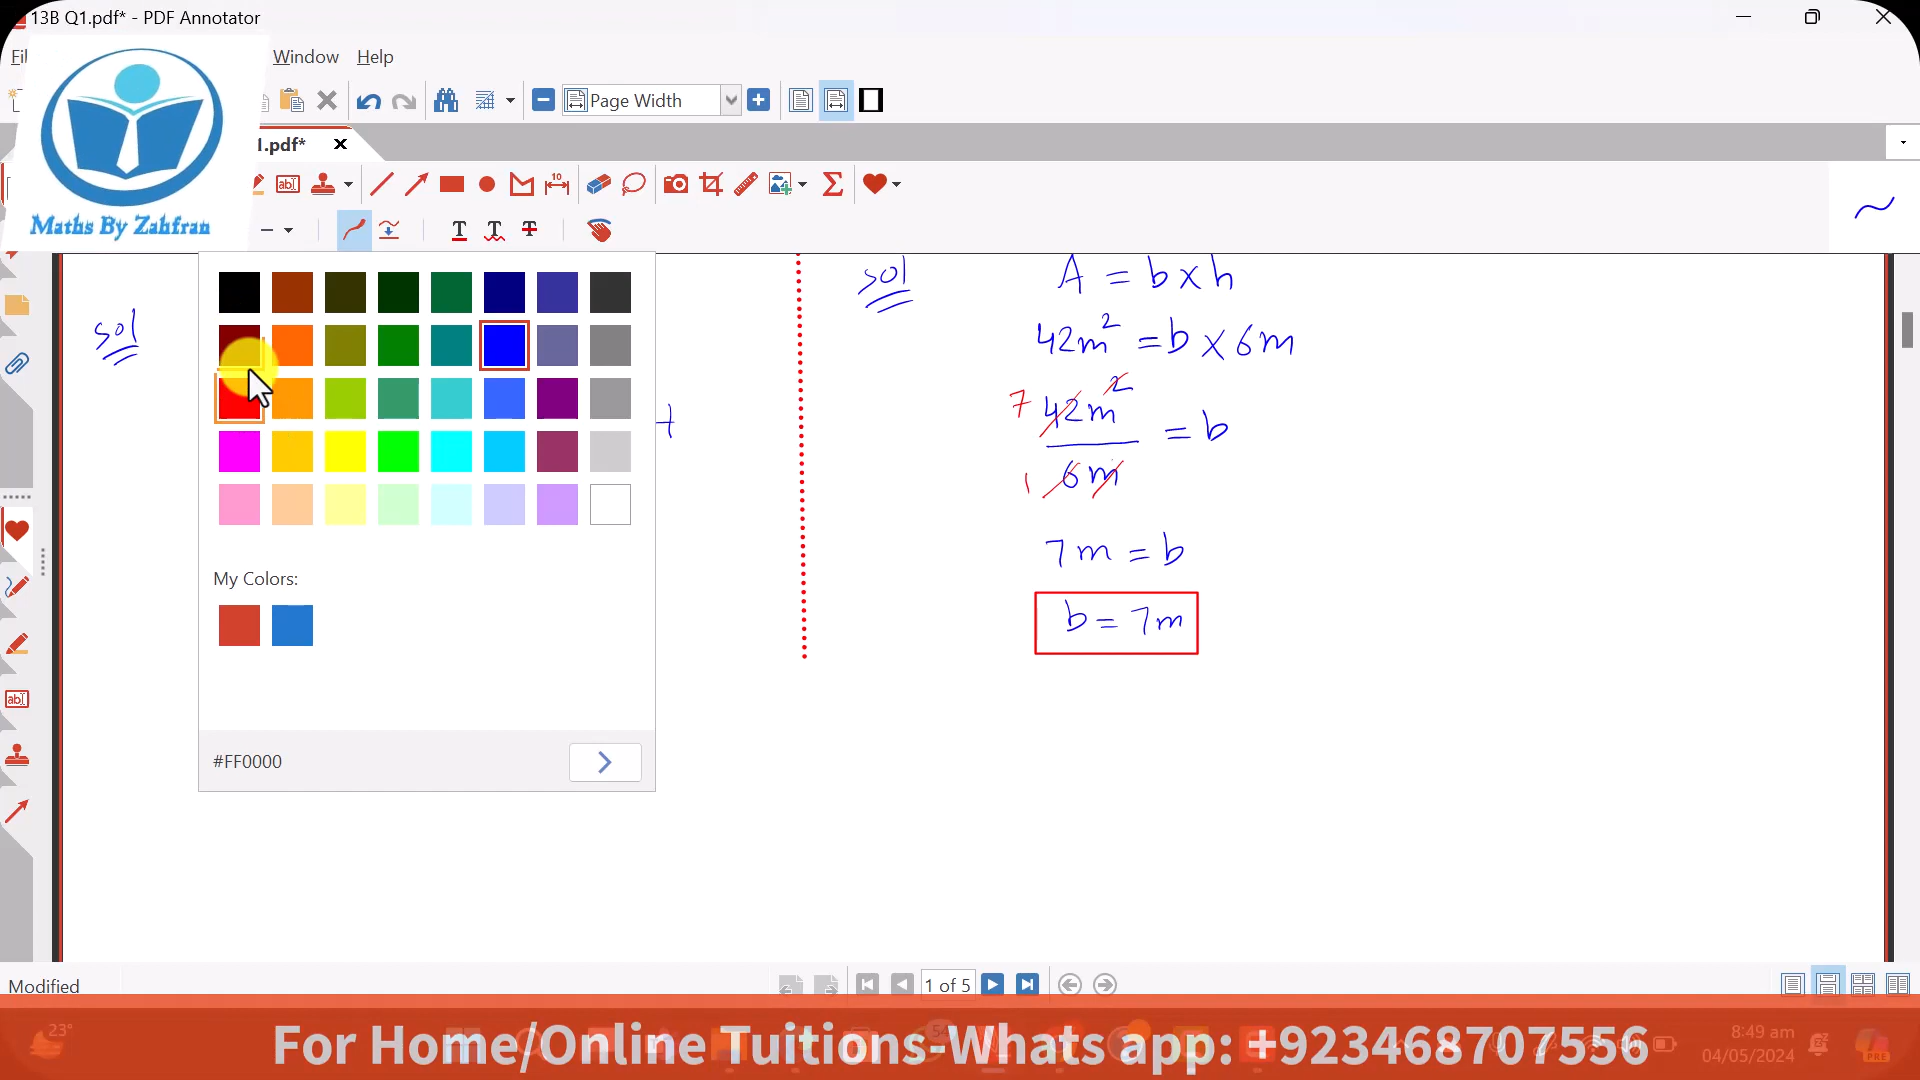 13B Q1.pdf* - PDF Annotator
Window Help
Page Width
1.pdf*
Maths By Zahfran
sol
sol
A = b x h
42m² = b x 6m
7 42m² = b
1 6m
7m = b
b = 7m
My Colors:
#FF0000
Modified
1 of 5
23°
8:49 am
04/05/2024
For Home/Online Tuitions-Whats app: +923468707556